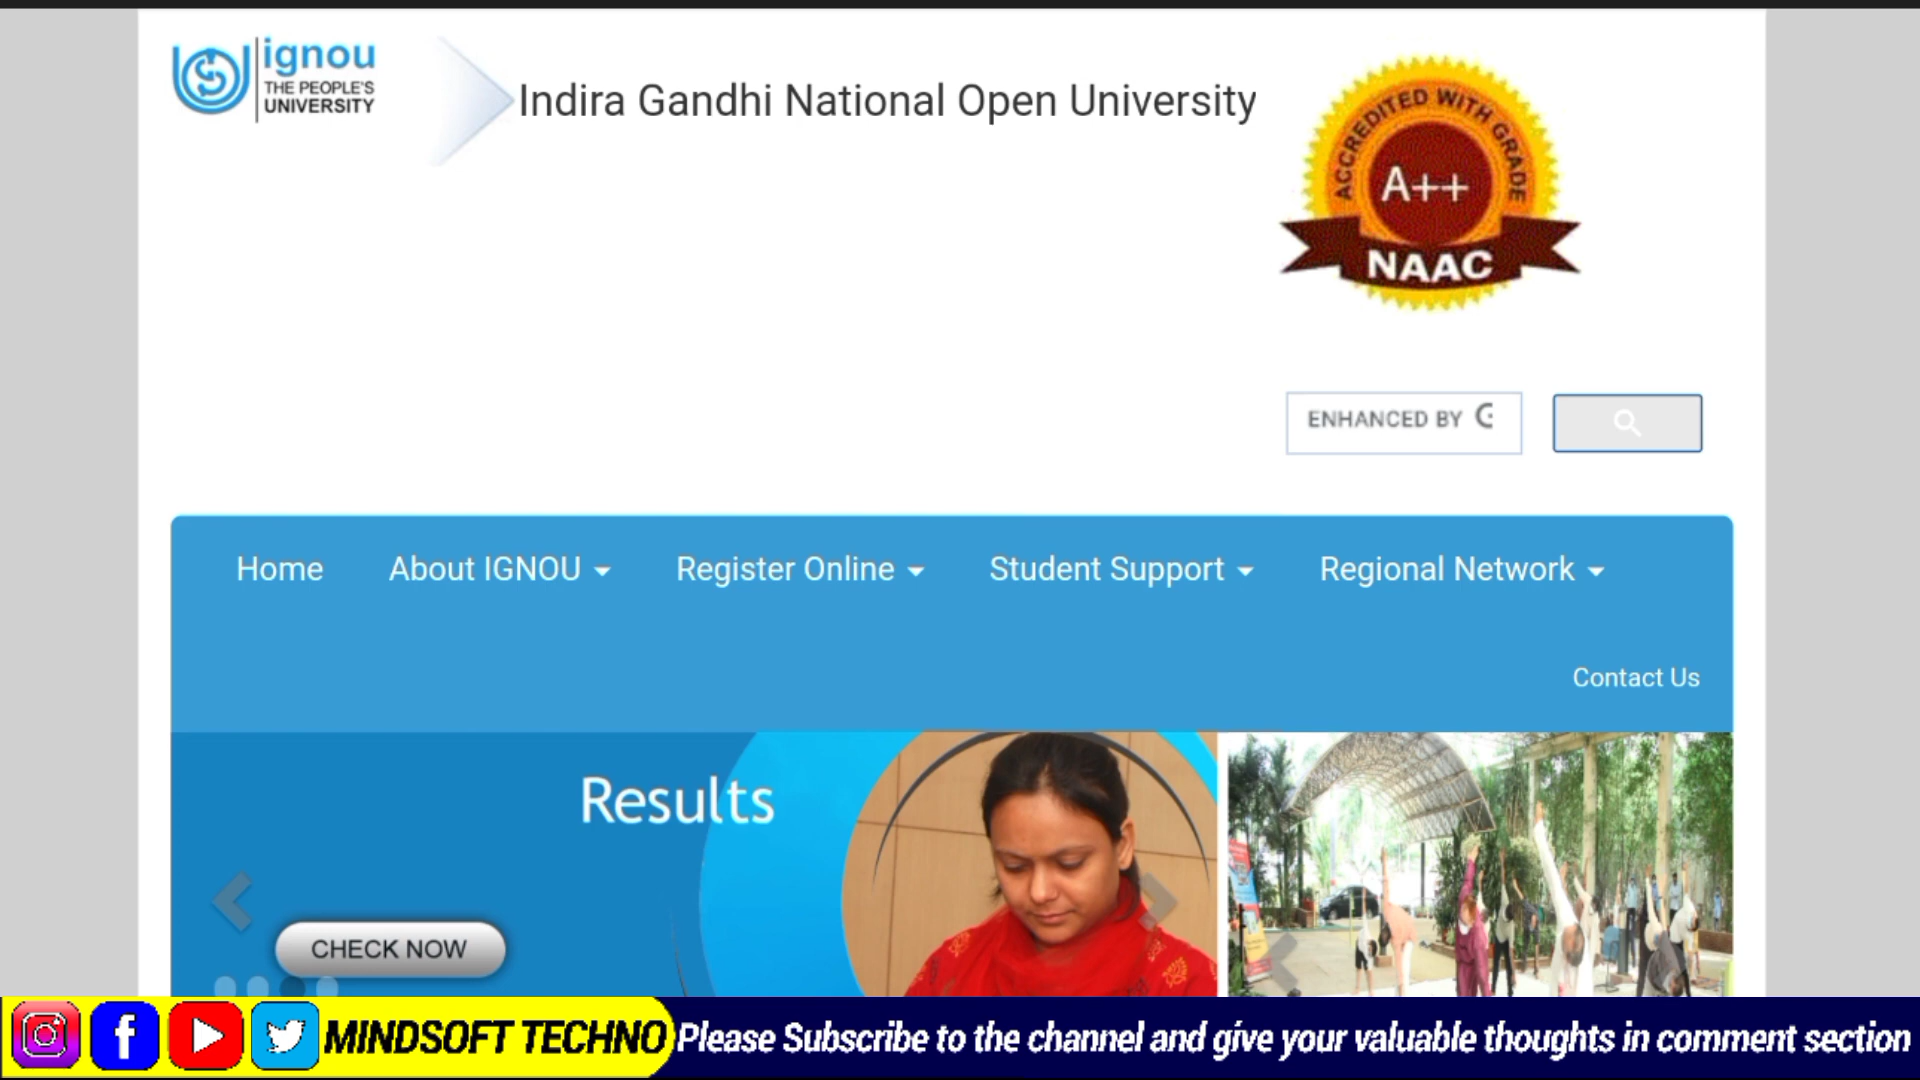 ignou
THE PEOPLE'S
UNIVERSITY
Indira Gandhi National Open University
ACCREDITED WITH GRADE
A++
NAAC
ENHANCED BY G
Home About IGNOU Register Online Student Support Regional Network
Contact Us
Results
CHECK NOW
MINDSOFT TECHNO Please Subscribe to the channel and give your valuable thoughts in comment section